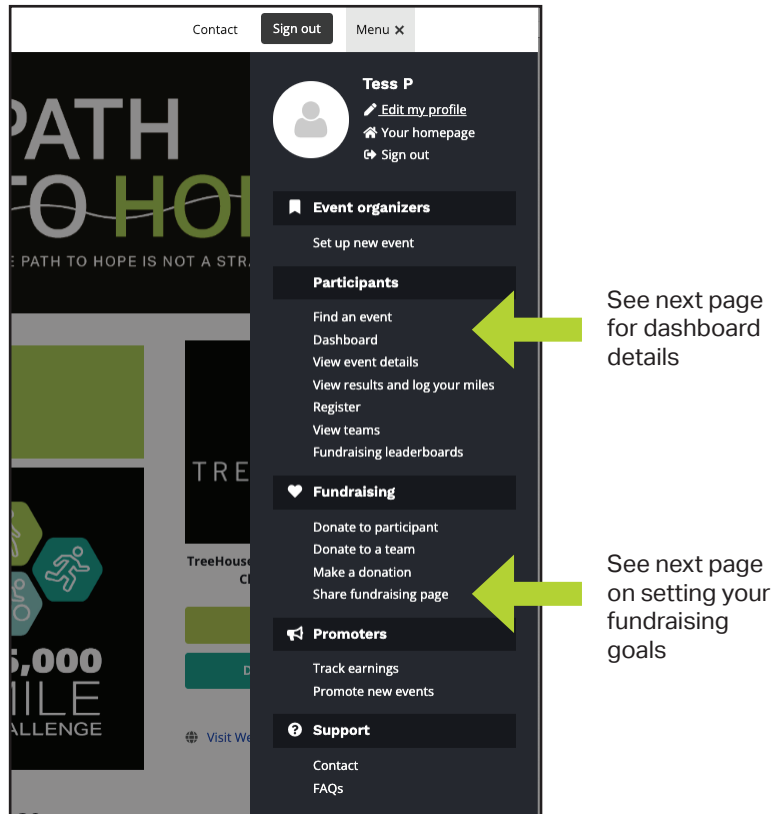 Contact
Sign out
Menu ×
PATH
TO HO
PATH TO HOPE IS NOT A STR
Tess P
Edit my profile
Your homepage
Sign out
Event organizers
Set up new event
Participants
Find an event
Dashboard
View event details
View results and log your miles
Register
View teams
Fundraising leaderboards
See next page
for dashboard
details
TRE
Fundraising
Donate to participant
Donate to a team
Make a donation
Share fundraising page
See next page
on setting your
fundraising
goals
TreeHouse
Promoters
Track earnings
Promote new events
5,000
MILE
ALLENGE
Visit We
Support
Contact
FAQs